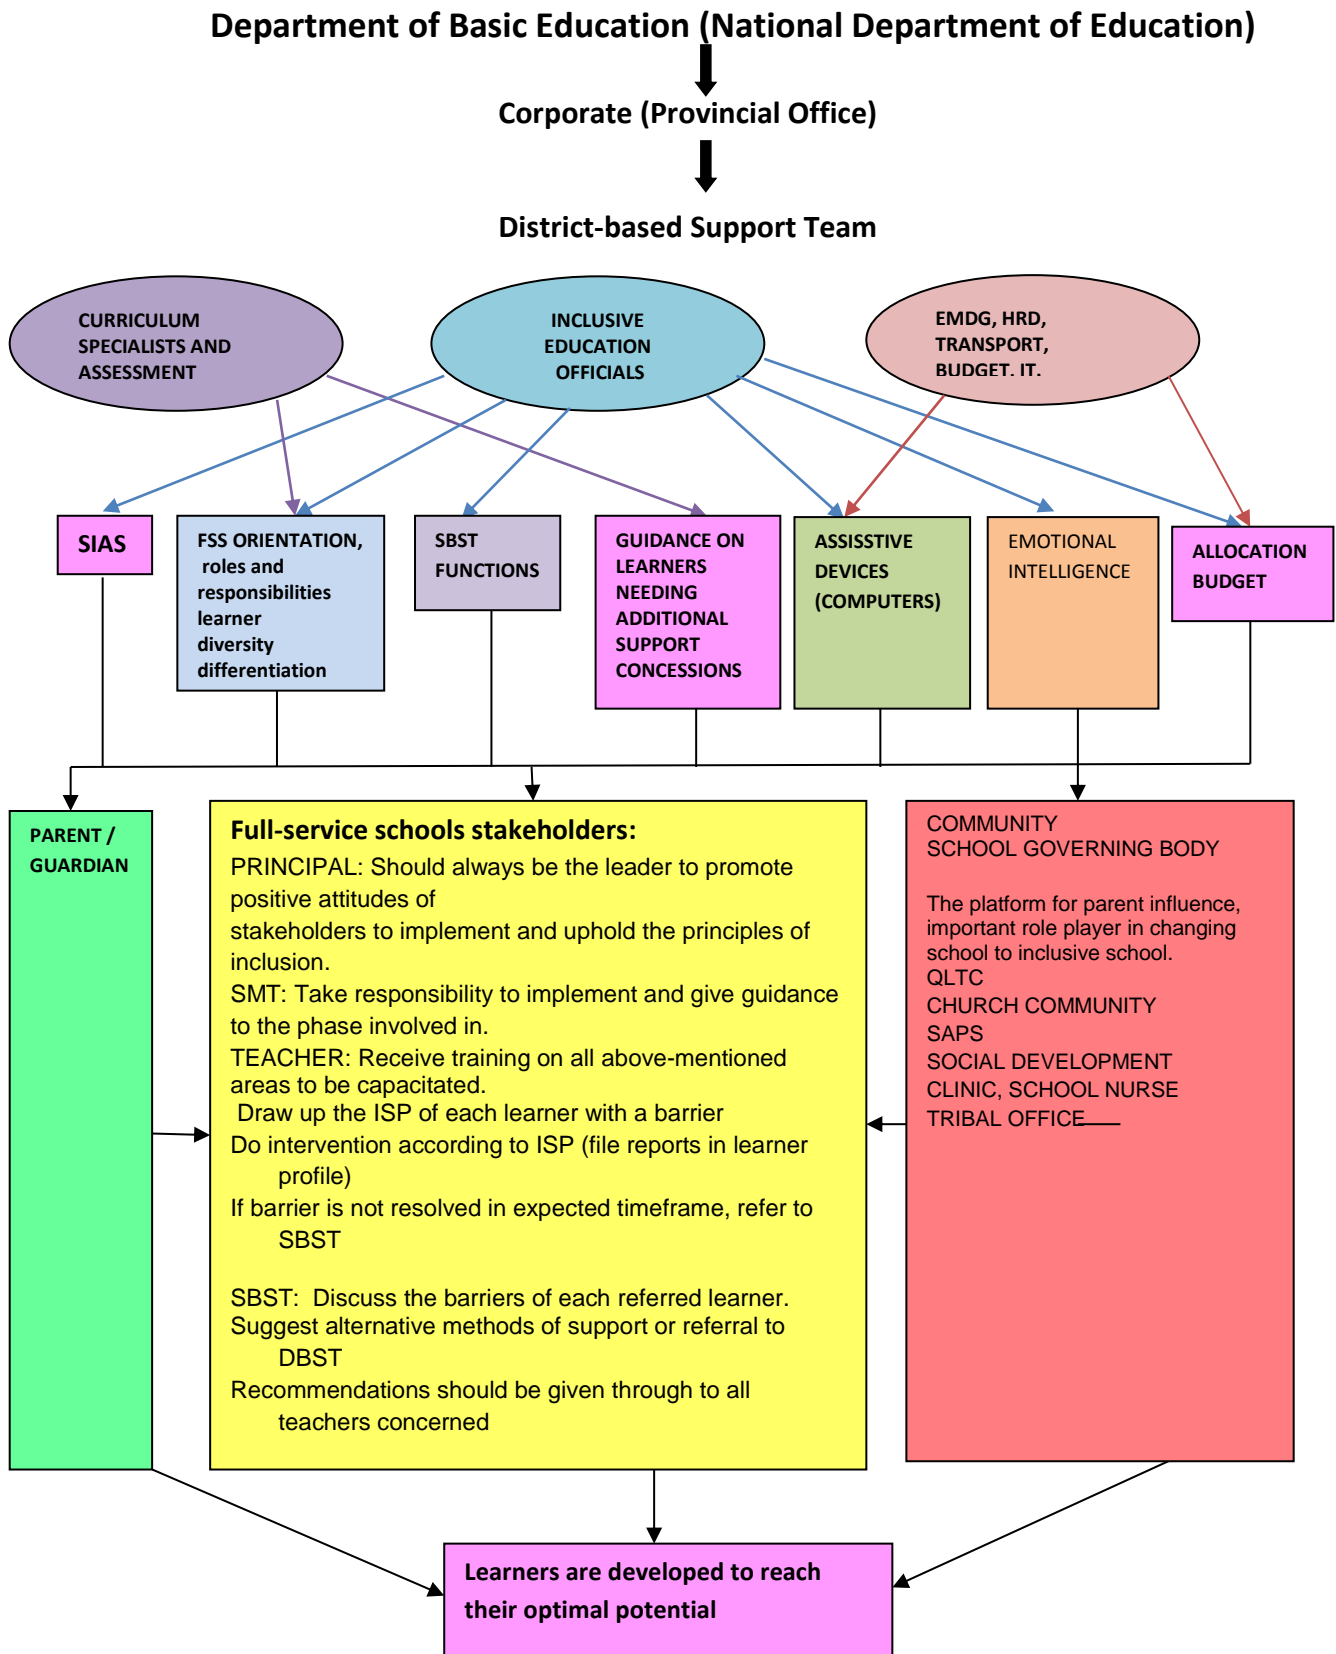 Department of Basic Education (National Department of Education)
Corporate (Provincial Office)
District-based Support Team
CURRICULUM
SPECIALISTS AND
ASSESSMENT
INCLUSIVE
EDUCATION
OFFICIALS
EMDG, HRD,
TRANSPORT,
BUDGET, IT,
SIAS
FSS ORIENTATION,
roles and
responsibilities
learner
diversity
differentiation
SBST
FUNCTIONS
GUIDANCE ON
LEARNERS
NEEDING
ADDITIONAL
SUPPORT
CONCESSIONS
ASSISSTIVE
DEVICES
(COMPUTERS)
EMOTIONAL
INTELLIGENCE
ALLOCATION
BUDGET
PARENT /
GUARDIAN
Full-service schools stakeholders:
PRINCIPAL: Should always be the leader to promote
positive attitudes of
stakeholders to implement and uphold the principles of
inclusion.
SMT: Take responsibility to implement and give guidance
to the phase involved in.
TEACHER: Receive training on all above-mentioned
areas to be capacitated.
Draw up the ISP of each learner with a barrier
Do intervention according to ISP (file reports in learner
profile)
If barrier is not resolved in expected timeframe, refer to
SBST
SBST: Discuss the barriers of each referred learner.
Suggest alternative methods of support or referral to
DBST
Recommendations should be given through to all
teachers concerned
COMMUNITY
SCHOOL GOVERNING BODY
The platform for parent influence,
important role player in changing
school to inclusive school.
QLTC
CHURCH COMMUNITY
SAPS
SOCIAL DEVELOPMENT
CLINIC, SCHOOL NURSE
TRIBAL OFFICE
Learners are developed to reach
their optimal potential